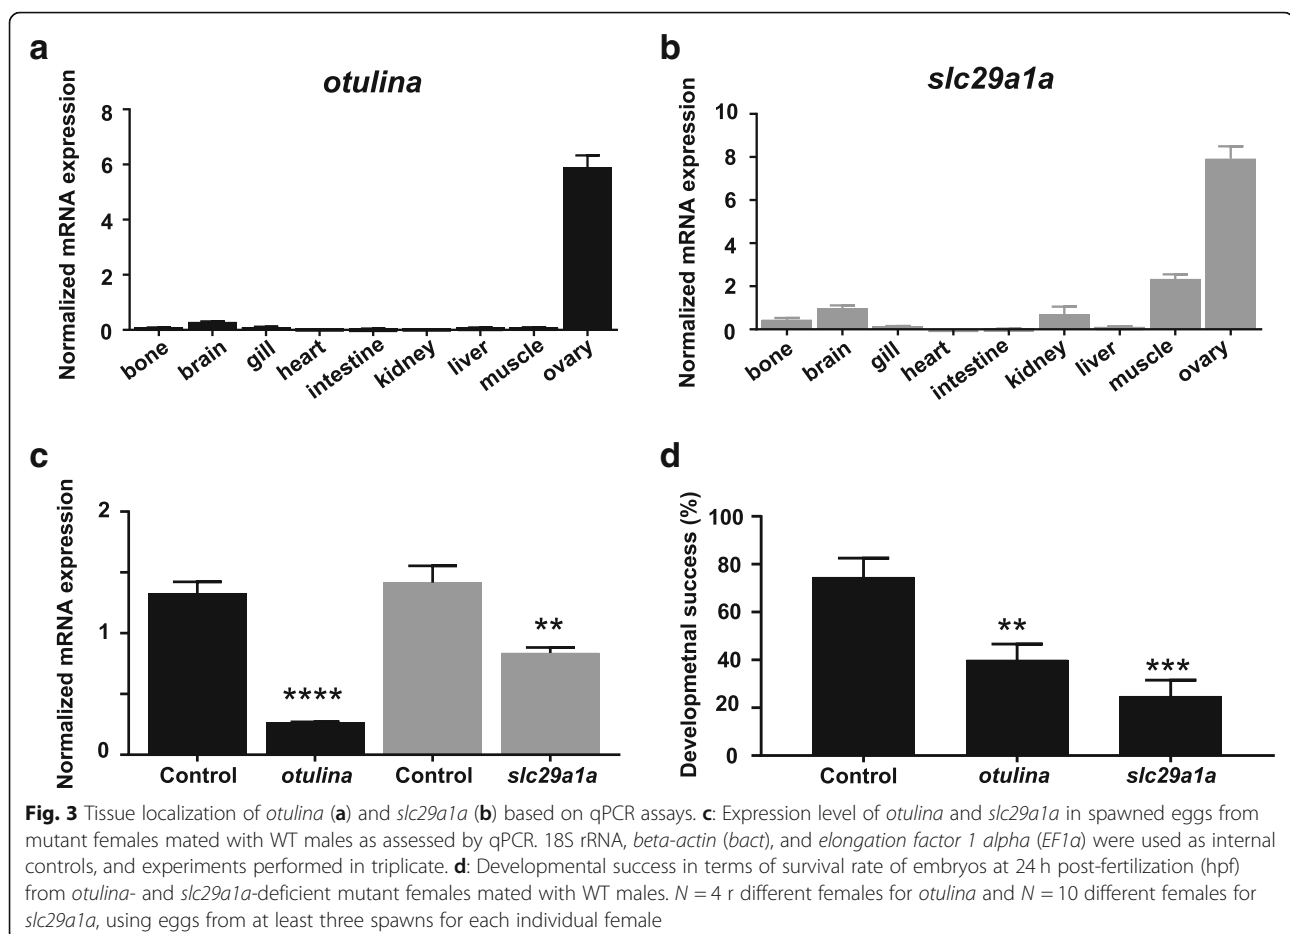 a
otulina
Normalized mRNA expression
8
6
4
2
0
bone
brain
gill
heart
intestine
kidney
liver
muscle
ovary
b
slc29a1a
Normalized mRNA expression
10
8
6
4
2
0
bone
brain
gill
heart
intestine
kidney
liver
muscle
ovary
c
Normalized mRNA expression
2
1
0
****
**
Control
otulina
Control
slc29a1a
d
Developmetnal success (%)
100
80
60
40
20
0
**
***
Control
otulina
slc29a1a
Fig. 3 Tissue localization of otulina (a) and slc29a1a (b) based on qPCR assays. c: Expression level of otulina and slc29a1a in spawned eggs from
mutant females mated with WT males as assessed by qPCR. 18S rRNA, beta-actin (bact), and elongation factor 1 alpha (EF1α) were used as internal
controls, and experiments performed in triplicate. d: Developmental success in terms of survival rate of embryos at 24 h post-fertilization (hpf)
from otulina- and slc29a1a-deficient mutant females mated with WT males. N = 4 r different females for otulina and N = 10 different females for
slc29a1a, using eggs from at least three spawns for each individual female